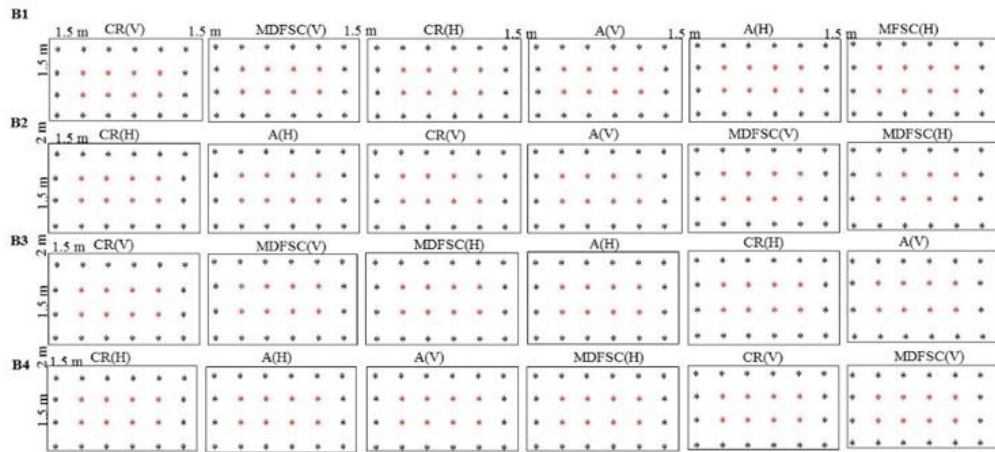 B1
CR(V) MDFSC(V) CR(H) A(V) A(H) MFSC(H)
1.5 m 1.5 m 1.5 m 1.5 m 1.5 m 1.5 m
1.5 m
B2
2 m
CR(H) A(H) CR(V) A(V) MDFSC(V) MDFSC(H)
1.5 m
1.5 m
B3
2 m
CR(V) MDFSC(V) MDFSC(H) A(H) CR(H) A(V)
1.5 m
1.5 m
B4
2 m
CR(H) A(H) A(V) MDFSC(H) CR(V) MDFSC(V)
1.5 m
1.5 m